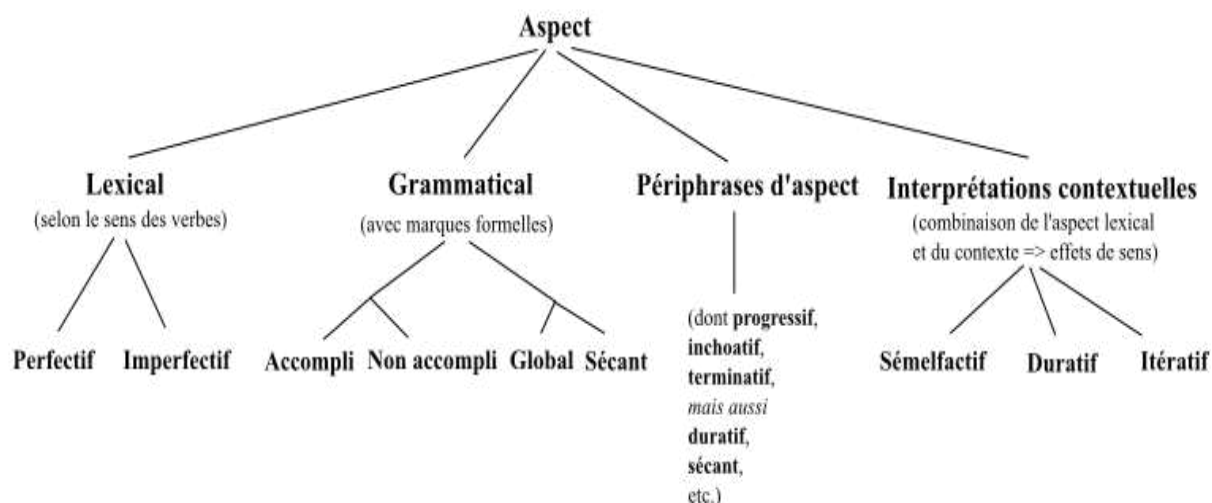 Aspect
Lexical
(selon le sens des verbes)
Grammatical
(avec marques formelles)
Périphrases d'aspect
Interprétations contextuelles
(combinaison de l'aspect lexical
et du contexte => effets de sens)
Perfectif
Imperfectif
Accompli
Non accompli
Global
Sécant
(dont progressif,
inchoatif,
terminatif,
mais aussi
duratif,
sécant,
etc.)
Sémelfactif
Duratif
Itératif